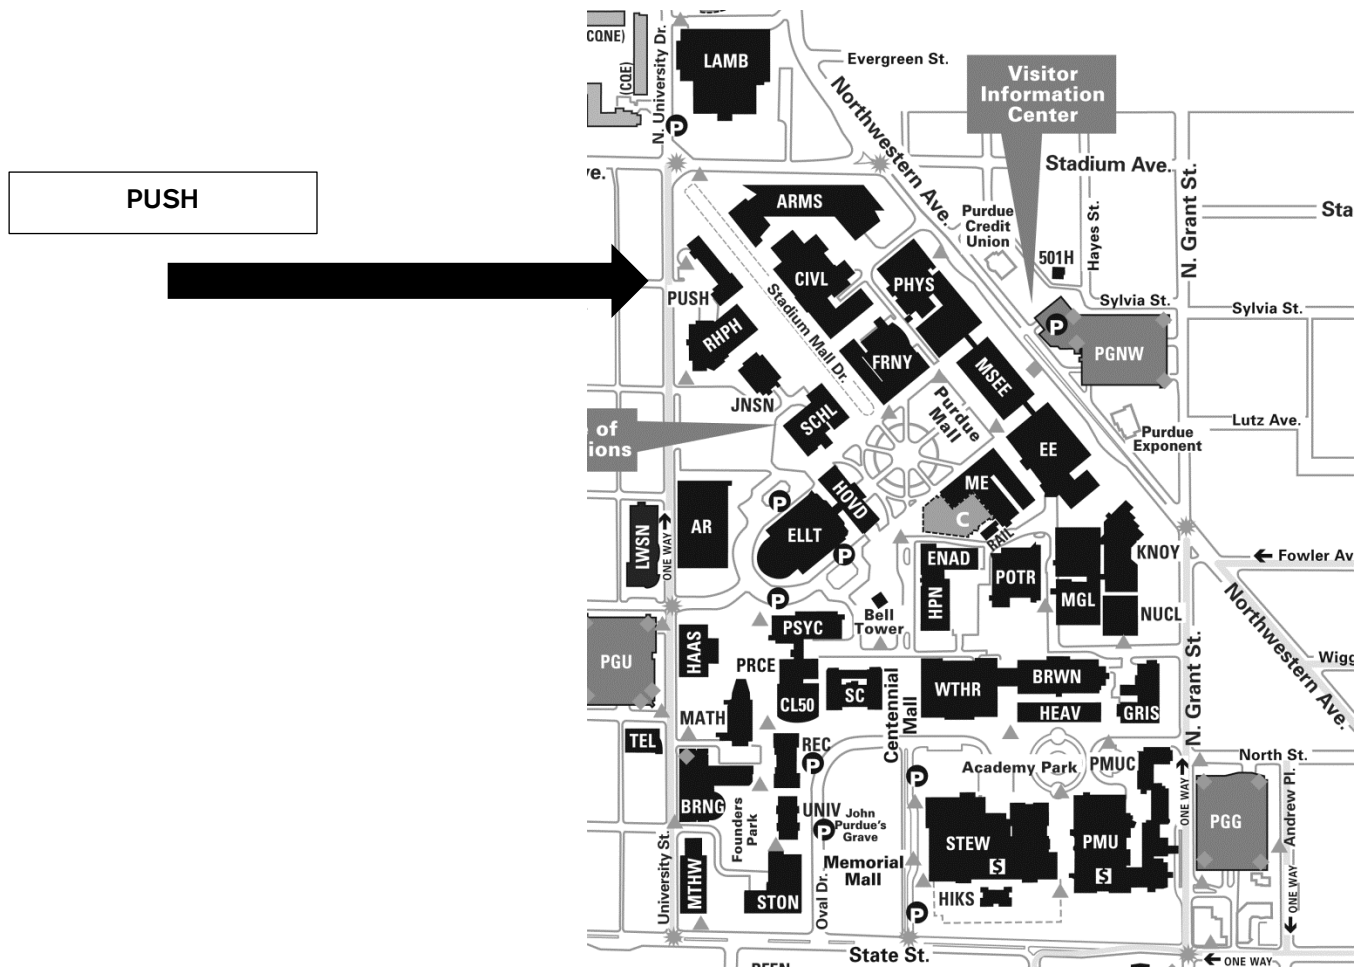 PUSH
CQNE)
(CQE)
N. University Dr.
LAMB
Evergreen St.
Northwestern Ave.
Visitor
Information
Center
Stadium Ave.
N. Grant St.
Hayes St.
Sta
ve.
P
ARMS
Purdue
Credit
Union
501H
CIVL
PHYS
PUSH
Stadium Mall Dr.
Sylvia St.
Sylvia St.
P
PGNW
RHPH
FRNY
MSEE
JNSN
SCHL
Purdue
Mall
Purdue
Exponent
Lutz Ave.
e of
ions
EE
HOVD
ME
C
RAIL
P
AR
ELLT
P
LWSN
ONE WAY
ENAD
POTR
KNOY
Fowler Av
HPN
MGL
NUCL
Northwestern Ave.
P
PSYC
Bell
Tower
PGU
HAAS
PRCE
CL50
SC
WTHR
BRWN
HEAV
GRIS
N. Grant St.
Wigg
MATH
TEL
Centennial
Mall
REC
P
P
Academy Park
PMUC
North St.
BRNG
Founders
Park
UNIV
John
Purdue's
Grave
P
STEW
S
PMU
S
ONE WAY
PGG
Andrew Pl.
University St.
MTHW
STON
Oval Dr.
Memorial
Mall
HIKS
P
ONE WAY
State St.
ONE WAY